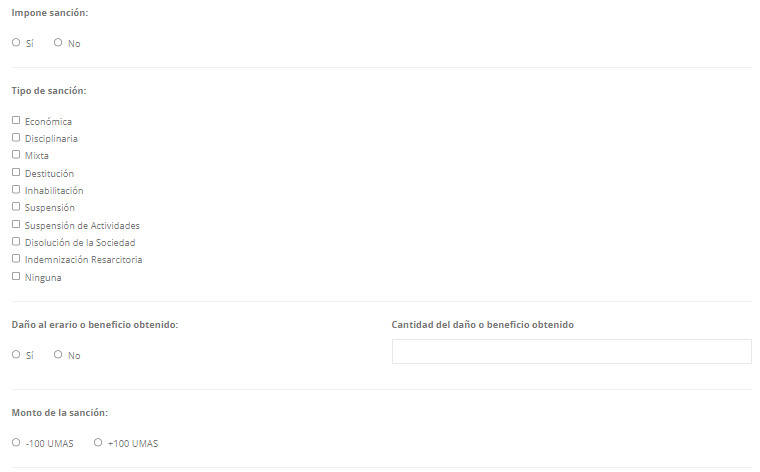 Impone sanción:
Sí No
Tipo de sanción:
Económica
Disciplinaria
Mixta
Destitución
Inhabilitación
Suspensión
Suspensión de Actividades
Disolución de la Sociedad
Indemnización Resarcitoria
Ninguna
Daño al erario o beneficio obtenido: Cantidad del daño o beneficio obtenido
Sí No
Monto de la sanción:
-100 UMAS +100 UMAS